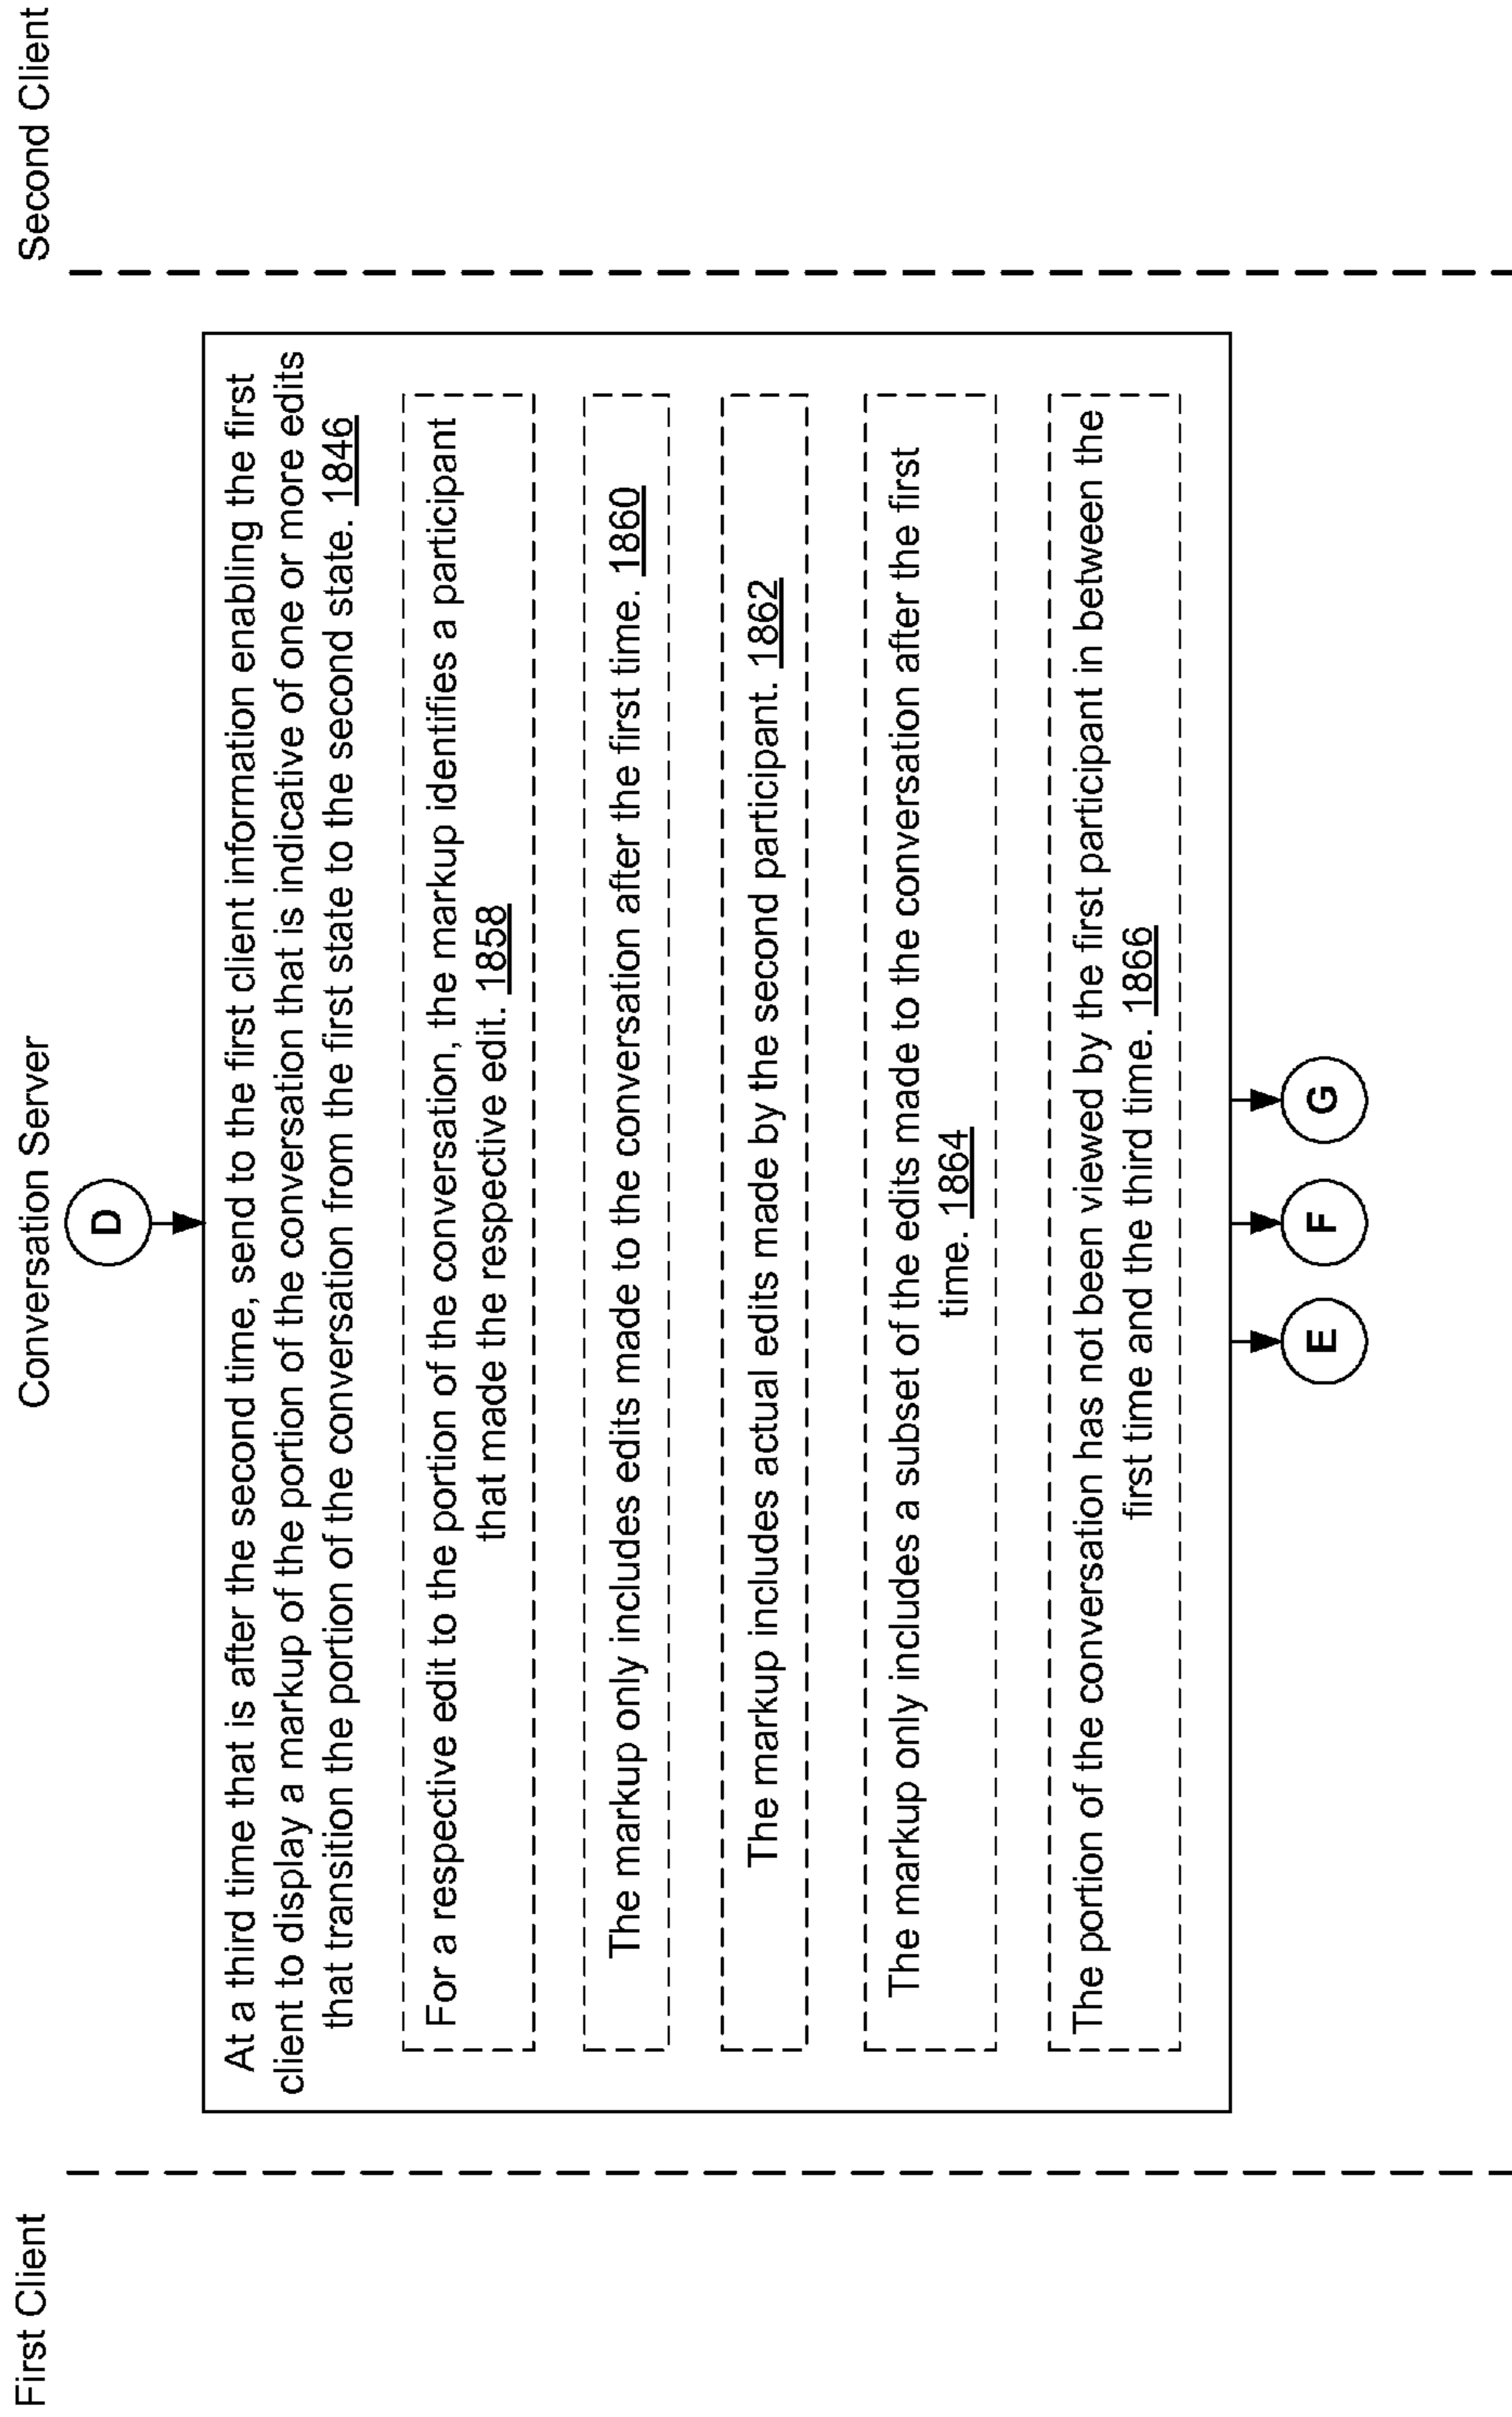 First Client
Conversation Server
Second Client
D
At a third time that is after the second time, send to the first client information enabling the first
client to display a markup of the portion of the conversation that is indicative of one or more edits
that transition the portion of the conversation from the first state to the second state. 1846
For a respective edit to the portion of the conversation, the markup identifies a participant
that made the respective edit. 1858
The markup only includes edits made to the conversation after the first time. 1860
The markup includes actual edits made by the second participant. 1862
The markup only includes a subset of the edits made to the conversation after the first
time. 1864
The portion of the conversation has not been viewed by the first participant in between the
first time and the third time. 1866
E
F
G